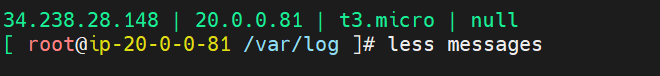 34.238.28.148 | 20.0.0.81 | t3.micro | null
[ root@ip-20-0-0-81 /var/log ]# less messages